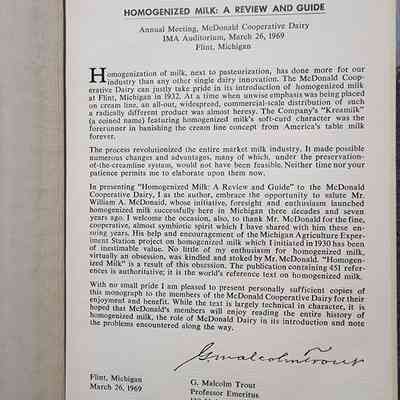 HOMOGENIZED MILK: A REVIEW AND GUIDE
Annual Meeting, McDonald Cooperative Dairy
IMA Auditorium, March 26, 1969
Flint, Michigan
Homogenization of milk, next to pasteurization, has done more for our
industry than any other single dairy innovation. The McDonald Coop-
erative Dairy can just take pride in its introduction of homogenized milk
at Flint, Michigan in 1932. At a time when unwise emphasis was being placed
on cream line, an all-out, widespread, commercial-scale distribution of such
a radically different product was almost heresy. The Company's "Kreamilk"
(a coined name) featuring homogenized milk's soft-curd character was the
forerunner in banishing the cream line concept from America's table milk
forever.
The process revolutionized the entire market milk industry. It made possible
numerous changes and advantages, many of which, under the preservation-
of-the-creamline system, would not have been feasible. Neither time nor your
patience permits me to elaborate upon them now.
In presenting "Homogenized Milk: A Review and Guide" to the McDonald
Cooperative Dairy, I, as the author, embrace the opportunity to salute Mr.
William A. McDonald, whose initiative, foresight and enthusiasm launched
homogenized milk successfully here in Michigan three decades and seven
years ago. I welcome the occasion, also, to thank Mr. McDonald for the fine,
cooperative, almost symbiotic spirit which I have shared with him these en-
suing years. His help and encouragement of the Michigan Agriculture Exper-
iment Station project on homogenized milk which I initiated in 1930 has been
of inestimable value. No little of my enthusiasm for homogenized milk,
virtually an obsession, was kindled and stoked by Mr. McDonald. "Homogen-
ized Milk" is a result of this obsession. The publication containing 451 refer-
ences is authoritative; it is the world's reference text on homogenized milk.
With no small pride I am pleased to present personally sufficient copies of
this monograph to the members of the McDonald Cooperative Dairy for their
enjoyment and benefit. While the text is largely technical in character, it is
hoped that McDonald's members will enjoy reading the entire history of
homogenized milk, the role of McDonald Dairy in its introduction and note
the problems encountered along the way.
G. Malcolm Trout
Flint, Michigan
March 26, 1969
G. Malcolm Trout
Professor Emeritus